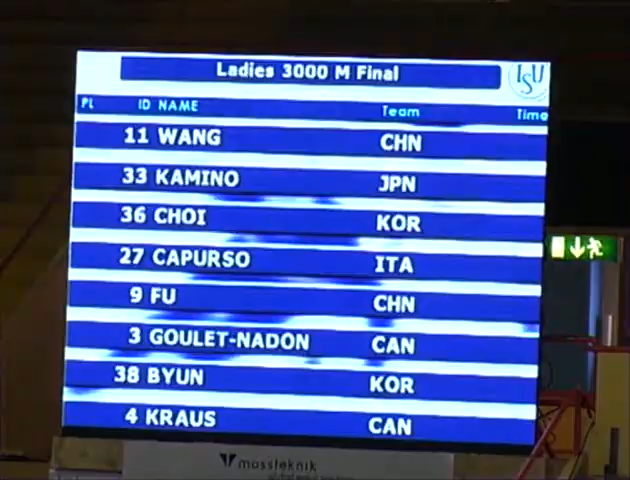 Ladies 3000 M Final
ISU
PL ID NAME Team Time
11 WANG CHN
33 KAMINO JPN
36 CHOI KOR
27 CAPURSO ITA
9 FU CHN
3 GOULET-NADON CAN
38 BYUN KOR
4 KRAUS CAN
massteknik